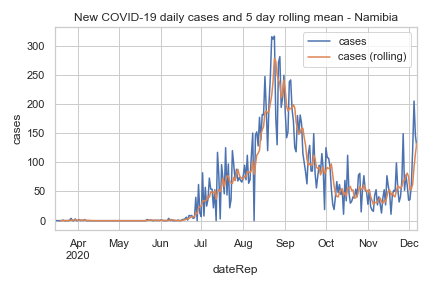 New COVID-19 daily cases and 5 day rolling mean - Namibia
cases
cases (rolling)
300
250
200
150
100
50
0
cases
Apr May Jun Jul Aug Sep Oct Nov Dec
2020
dateRep